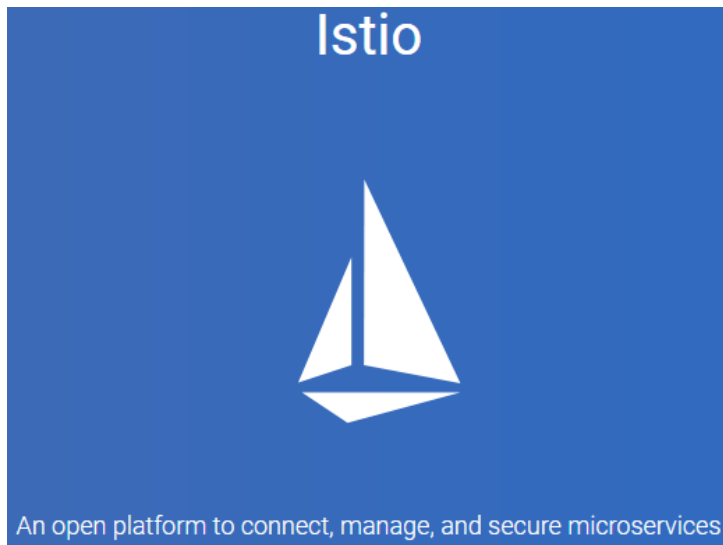 Istio
An open platform to connect, manage, and secure microservices